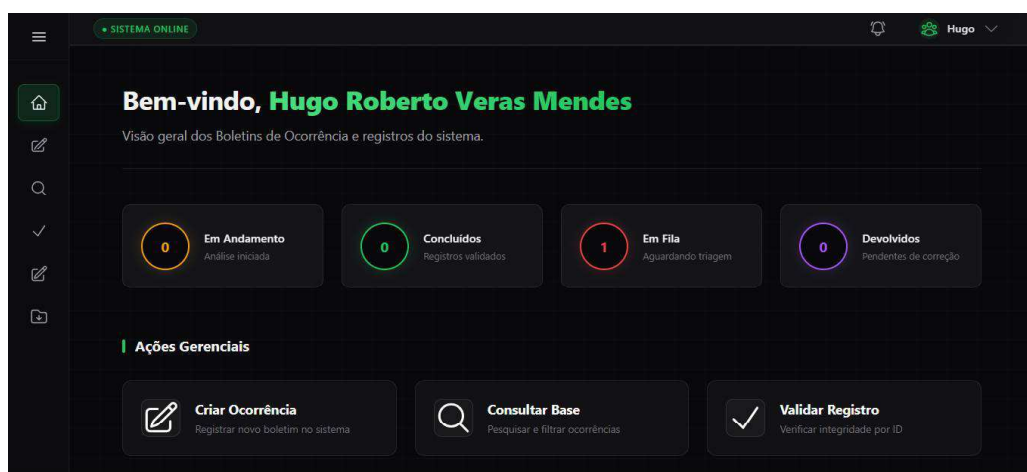 • SISTEMA ONLINE
Hugo
Bem-vindo, Hugo Roberto Veras Mendes
Visão geral dos Boletins de Ocorrência e registros do sistema.
0
Em Andamento
Análise iniciada
0
Concluídos
Registros validados
1
Em Fila
Aguardando triagem
0
Devolvidos
Pendentes de correção
Ações Gerenciais
Criar Ocorrência
Registrar novo boletim no sistema
Consultar Base
Pesquisar e filtrar ocorrências
Validar Registro
Verificar integridade por ID